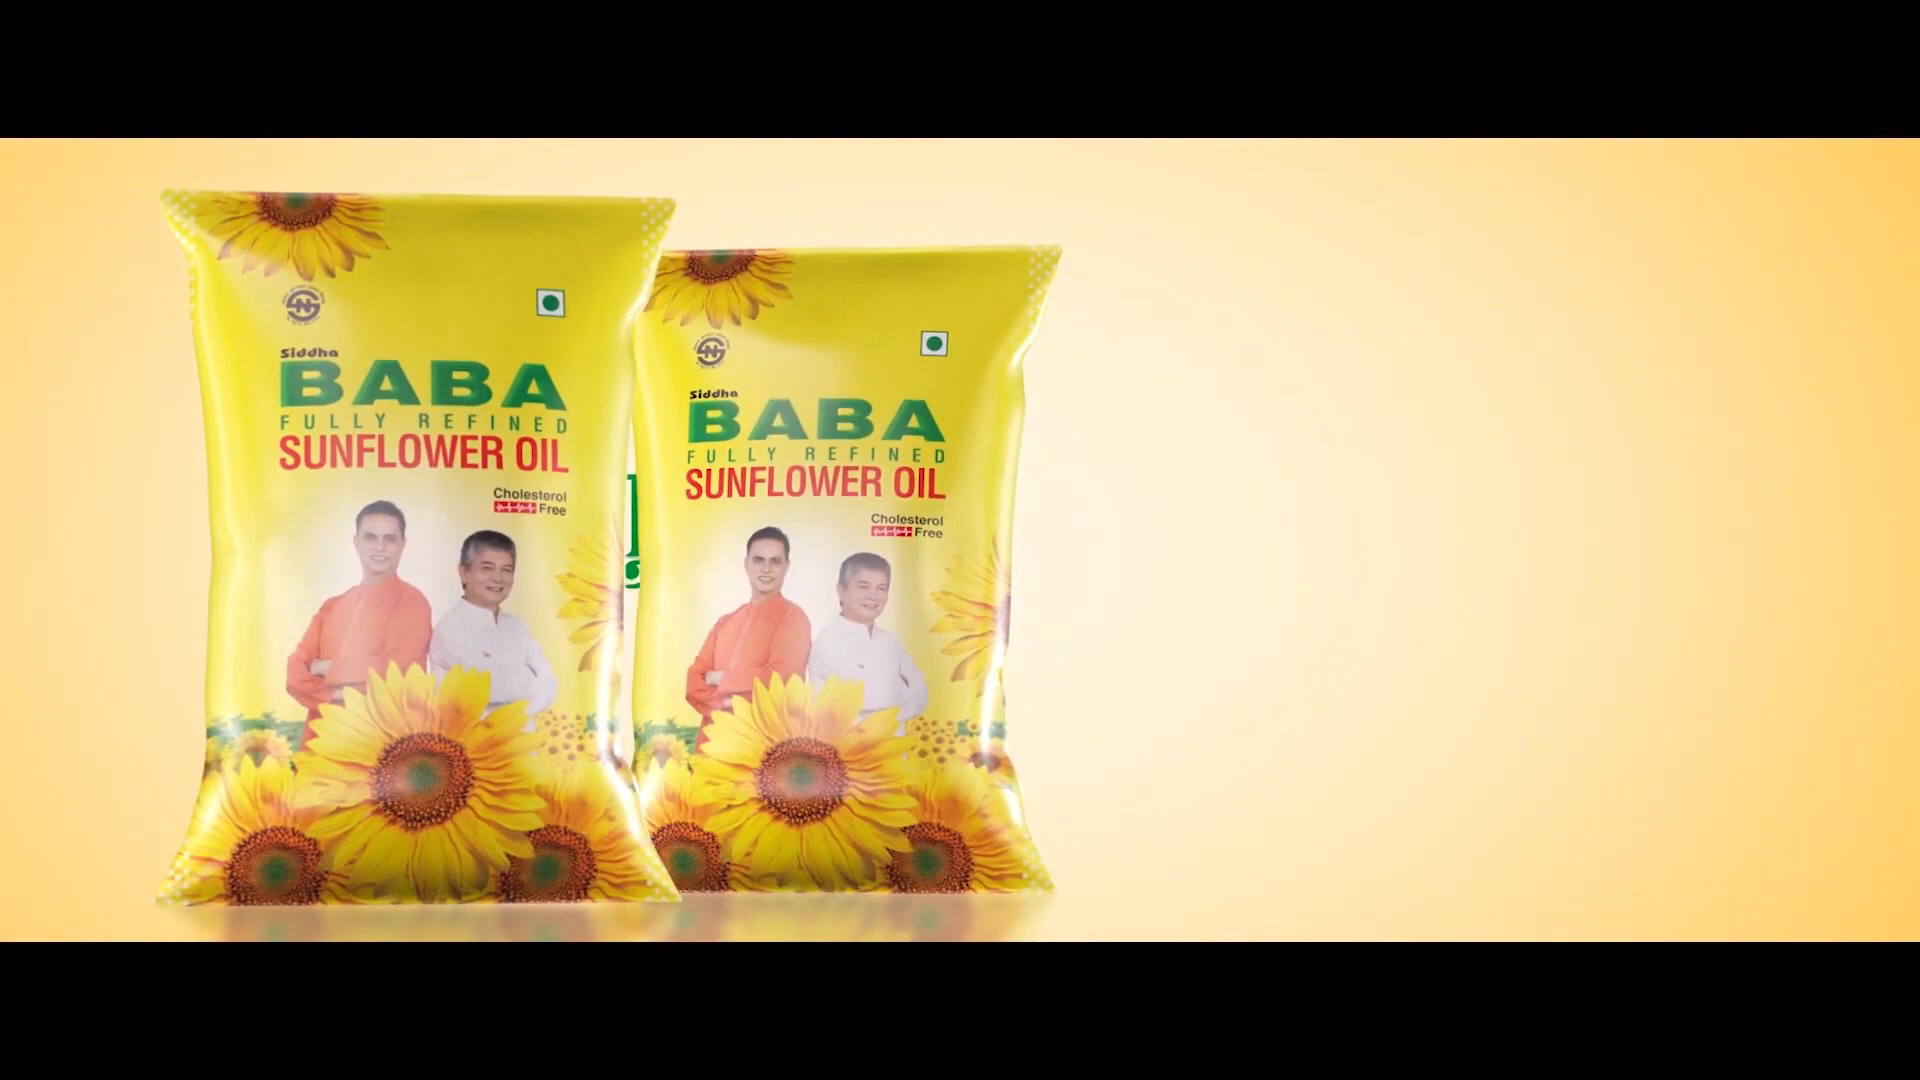 Siddha
BABA
FULLY REFINED
SUNFLOWER OIL
Cholesterol
Free
Siddha
BABA
FULLY REFINED
SUNFLOWER OIL
Cholesterol
Free